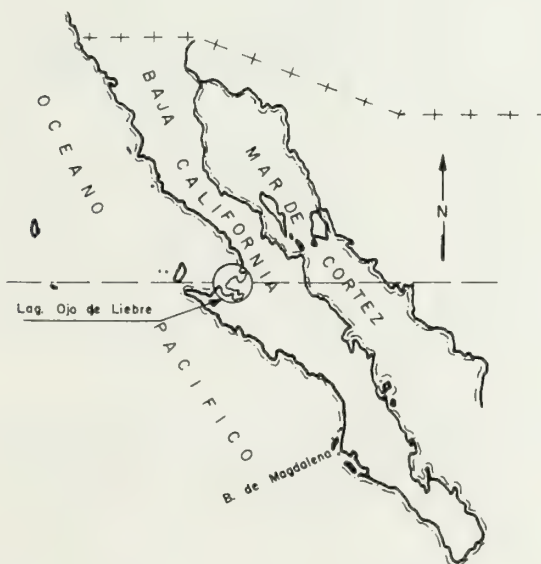 OCEANO
PACIFICO
BAJA CALIFORNIA
MAR DE CORTEZ
N
Lag. Ojo de Liebre
B. de Magdalena